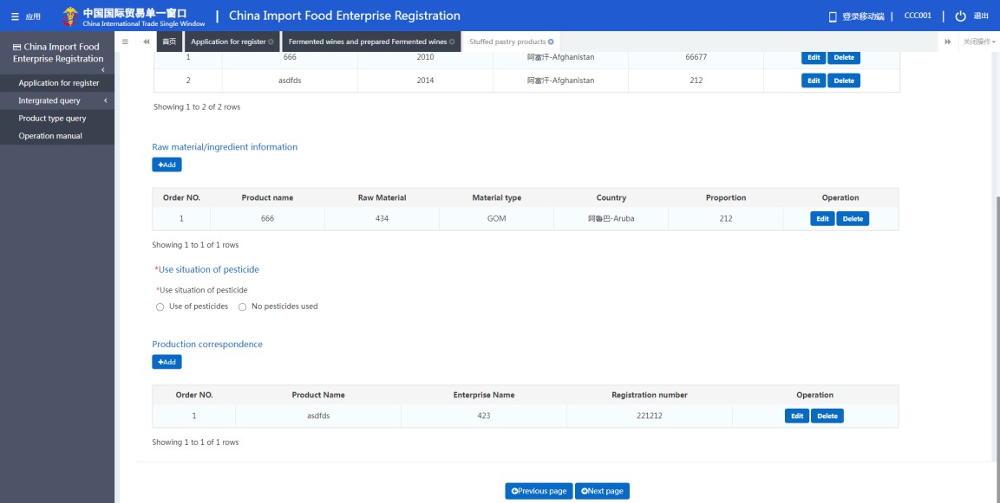 ☰ 应用
中国国际贸易单一窗口
China International Trade Single Window
| China Import Food Enterprise Registration
登录移动端 |
CCC001 |
退出
China Import Food
Enterprise Registration
Application for register
Intergrated query
Product type query
Operation manual
首页
Application for register
Fermented wines and prepared Fermented wines
Stuffed pastry products
关闭操作
1 666 2010 阿富汗-Afghanistan 66677 Edit Delete
2 asdfds 2014 阿富汗-Afghanistan 212 Edit Delete
Showing 1 to 2 of 2 rows
Raw material/ingredient information
+Add
Order NO. Product name Raw Material Material type Country Proportion Operation
1 666 434 GOM 阿鲁巴-Aruba 212 Edit Delete
Showing 1 to 1 of 1 rows
*Use situation of pesticide
*Use situation of pesticide
Use of pesticides No pesticides used
Production correspondence
+Add
Order NO. Product Name Enterprise Name Registration number Operation
1 asdfds 423 221212 Edit Delete
Showing 1 to 1 of 1 rows
Previous page Next page